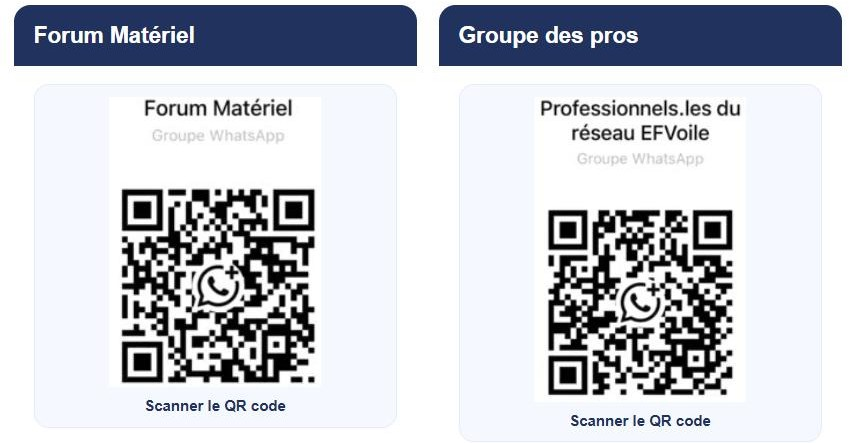 Forum Matériel
Forum Matériel
Groupe WhatsApp
Scanner le QR code
Groupe des pros
Professionnels.les du
réseau EFVoile
Groupe WhatsApp
Scanner le QR code